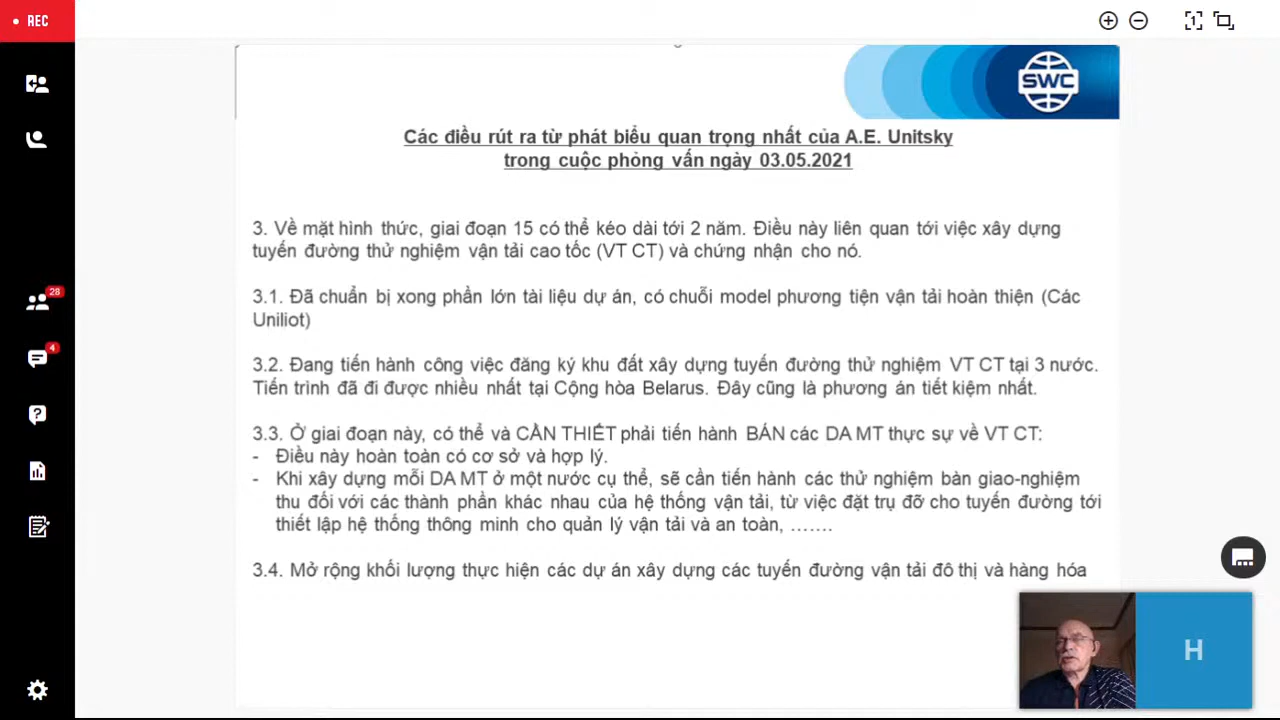 REC
1
SWC
Các điều rút ra từ phát biểu quan trọng nhất của A.E. Unitsky
trong cuộc phỏng vấn ngày 03.05.2021
3. Về mặt hình thức, giai đoạn 15 có thể kéo dài tới 2 năm. Điều này liên quan tới việc xây dựng
tuyến đường thử nghiệm vận tải cao tốc (VT CT) và chứng nhận cho nó.
3.1. Đã chuẩn bị xong phần lớn tài liệu dự án, có chuỗi model phương tiện vận tải hoàn thiện (Các
Uniliot)
28
3.2. Đang tiến hành công việc đăng ký khu đất xây dựng tuyến đường thử nghiệm VT CT tại 3 nước.
4
Tiến trình đã đi được nhiều nhất tại Cộng hòa Belarus. Đây cũng là phương án tiết kiệm nhất.
3.3. Ở giai đoạn này, có thể và CẦN THIẾT phải tiến hành BÁN các DA MT thực sự về VT CT:
- Điều này hoàn toàn có cơ sở và hợp lý.
- Khi xây dựng mỗi DA MT ở một nước cụ thể, sẽ cần tiến hành các thử nghiệm bàn giao-nghiệm
thu đối với các thành phần khác nhau của hệ thống vận tải, từ việc đặt trụ đỡ cho tuyến đường tới
thiết lập hệ thống thông minh cho quản lý vận tải và an toàn, …….
3.4. Mở rộng khối lượng thực hiện các dự án xây dựng các tuyến đường vận tải đô thị và hàng hóa
H